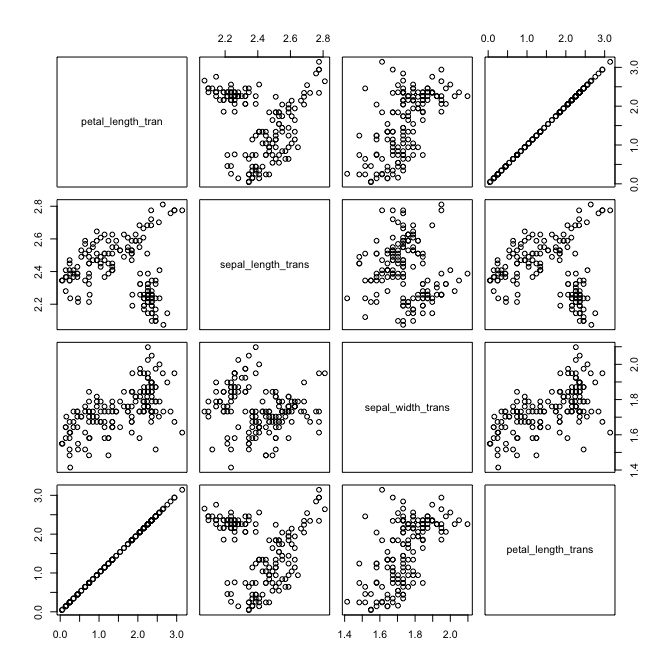 2.2 2.4 2.6 2.8 0.0 1.0 2.0 3.0
petal_length_tran
0.0 1.0 2.0 3.0
2.2 2.4 2.6 2.8
sepal_length_trans
sepal_width_trans
1.4 1.6 1.8 2.0
0.0 1.0 2.0 3.0
petal_length_trans
0.0 1.0 2.0 3.0 1.4 1.6 1.8 2.0